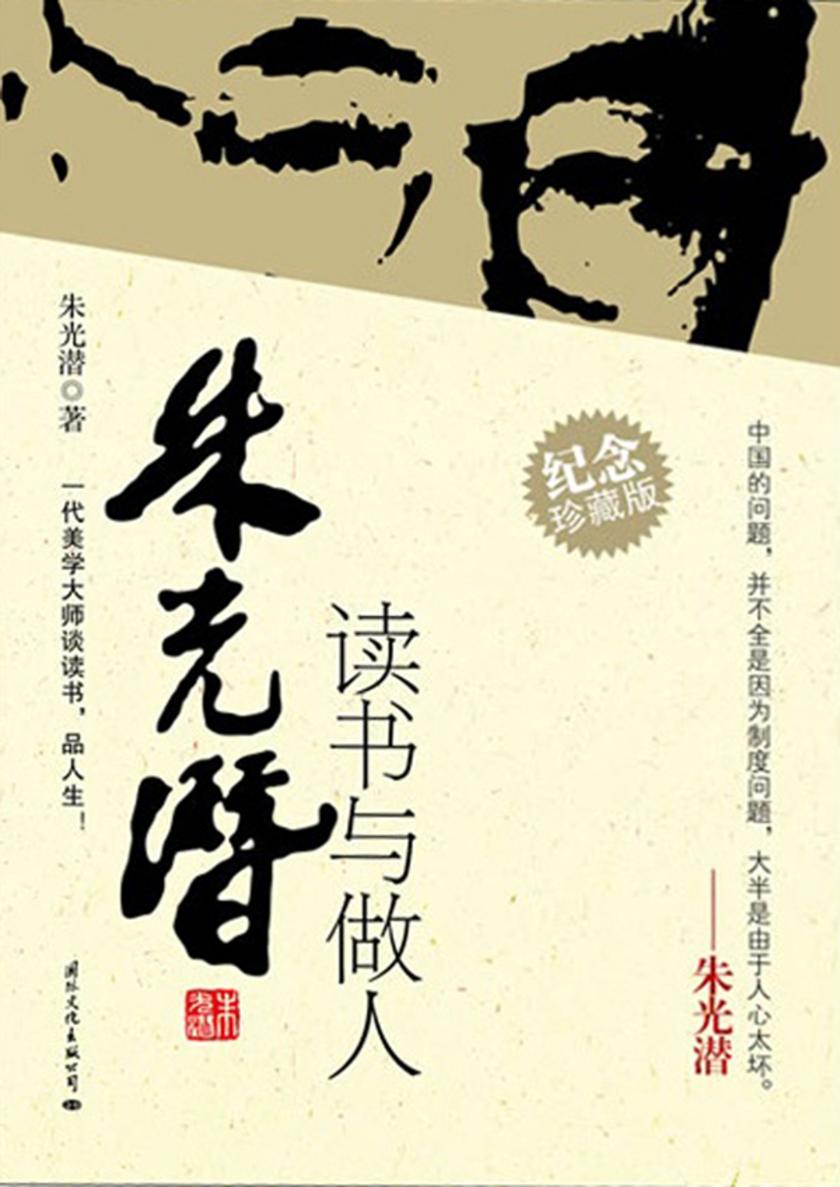 朱光潜◎著
一代美学大师谈读书，品人生！
朱光潜
读书与做人
纪念
珍藏版
中国的问题，并不全是因为制度问题，大半是由于人心太坏。
——朱光潜
国际文化出版公司
朱光潜